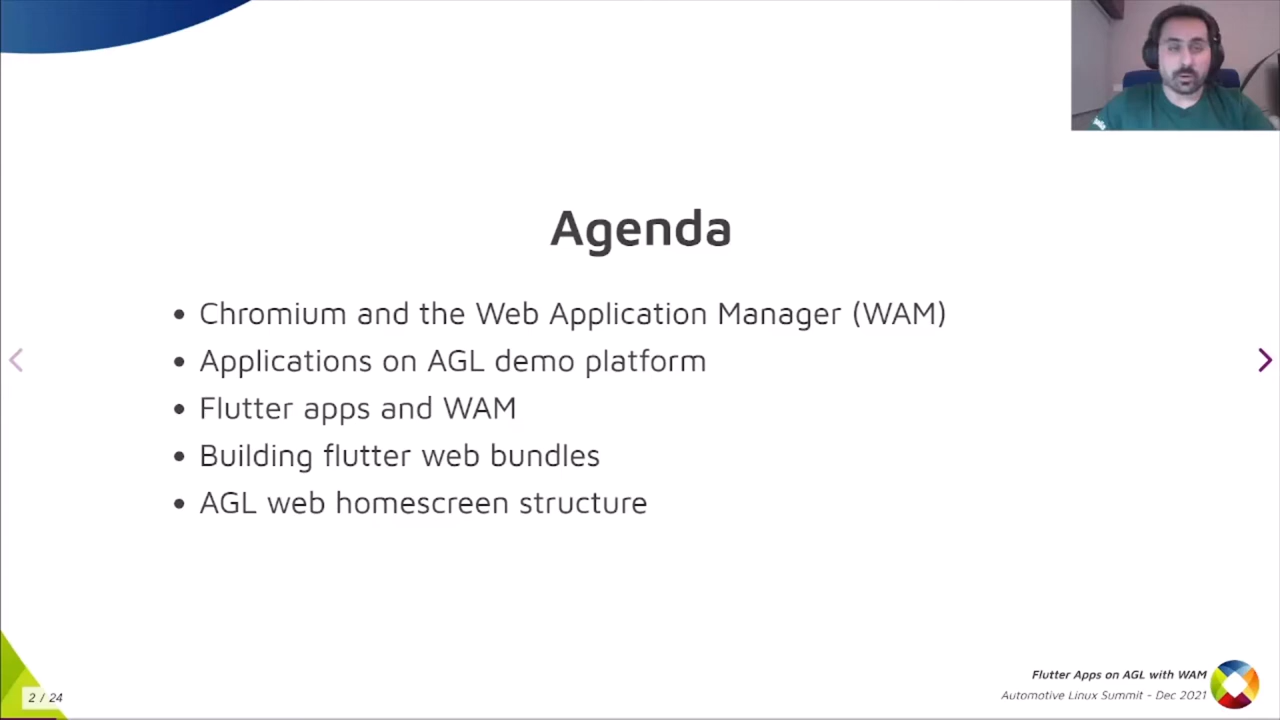 Agenda
• Chromium and the Web Application Manager (WAM)
• Applications on AGL demo platform
• Flutter apps and WAM
• Building flutter web bundles
• AGL web homescreen structure
Flutter Apps on AGL with WAM
Automotive Linux Summit - Dec 2021
2 / 24